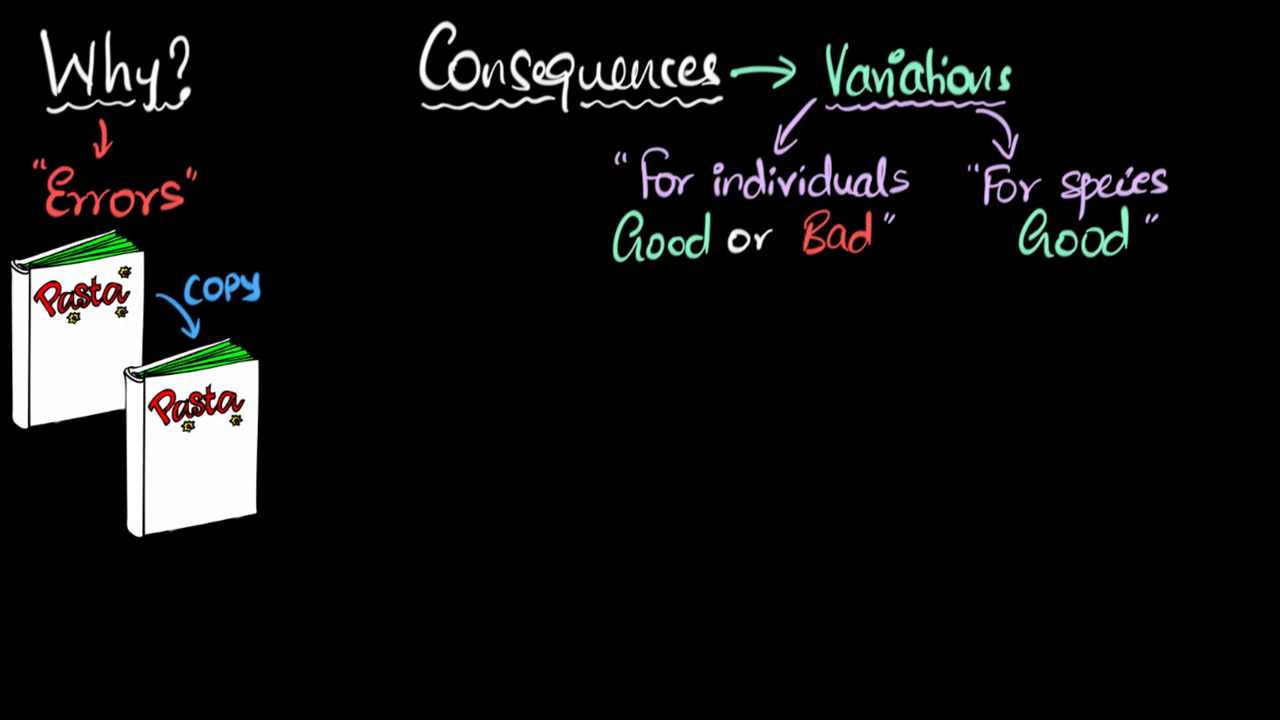 Why?
"Errors"
Pasta
COPY
Pasta
Consequences → Variations
"For individuals
Good or Bad"
"For species
Good"